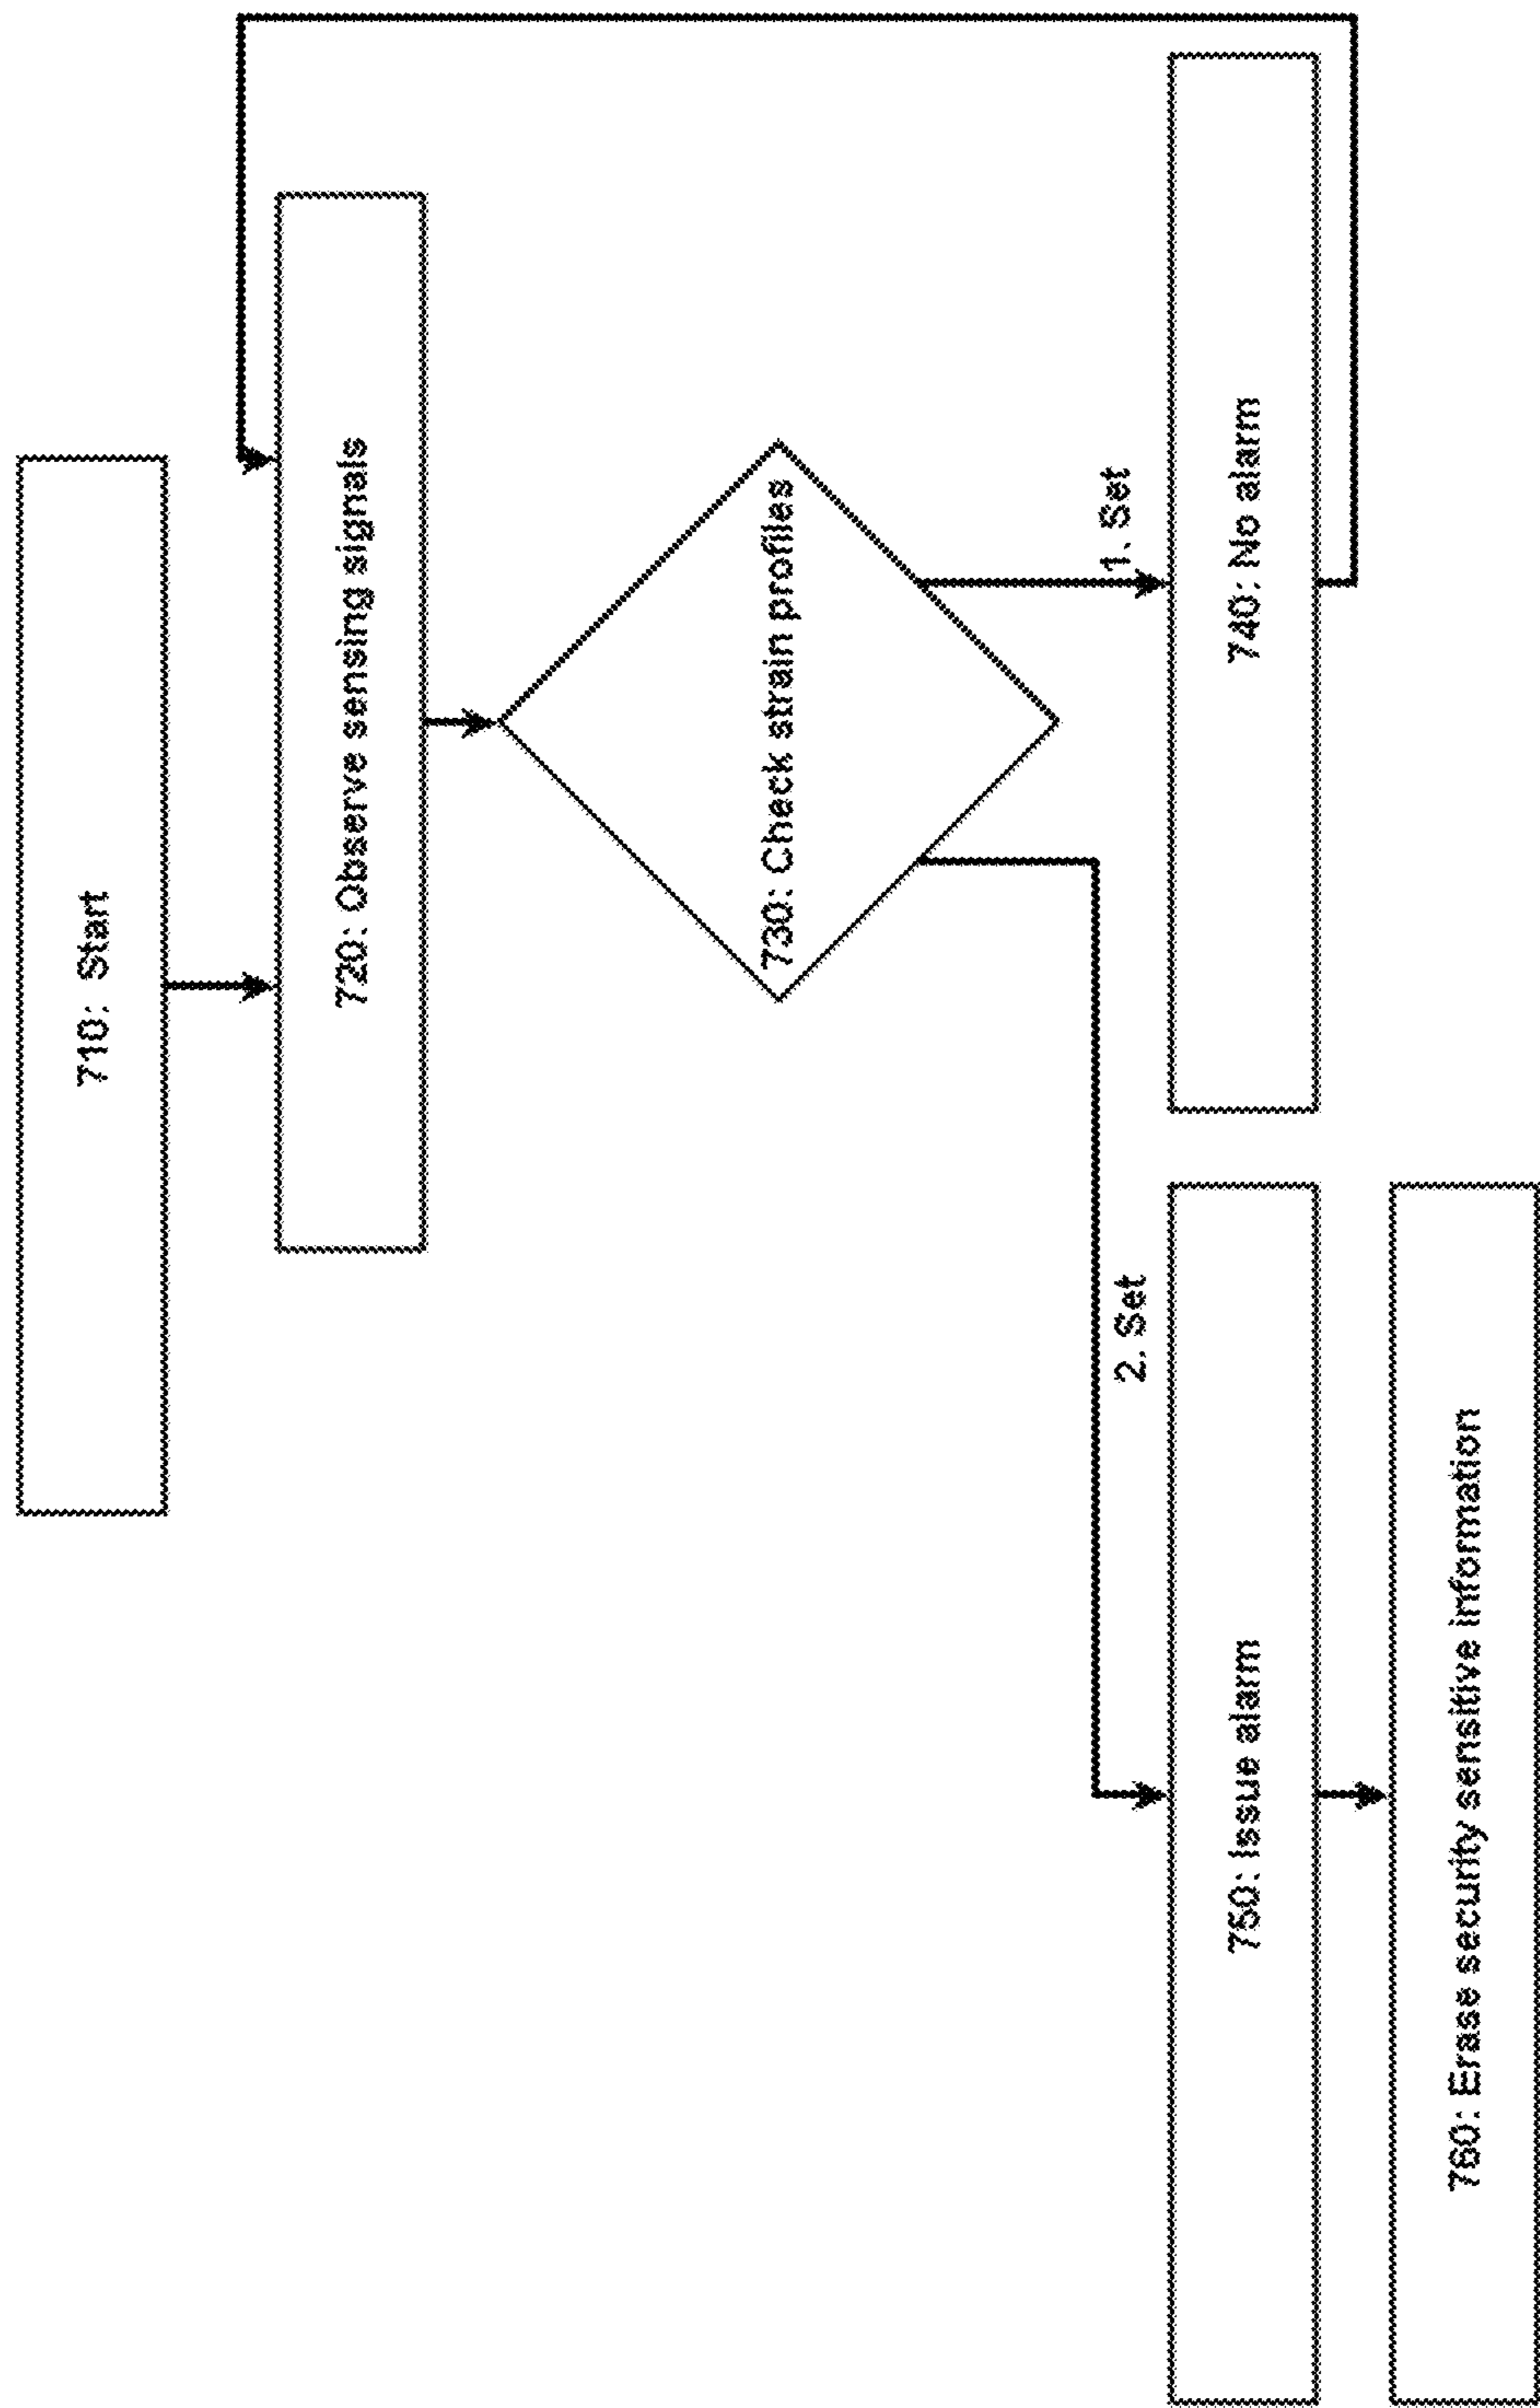 710: Start
720: Observe sensing signals
730: Check strain profiles
1. Set
2. Set
740: No alarm
750: Issue alarm
760: Erase security sensitive information